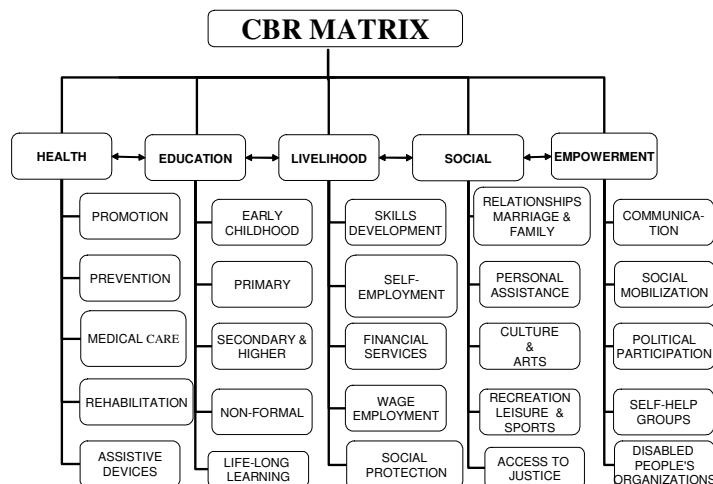 CBR MATRIX
HEALTH
EDUCATION
LIVELIHOOD
SOCIAL
EMPOWERMENT
PROMOTION
PREVENTION
MEDICAL CARE
REHABILITATION
ASSISTIVE
DEVICES
EARLY
CHILDHOOD
PRIMARY
SECONDARY &
HIGHER
NON-FORMAL
LIFE-LONG
LEARNING
SKILLS
DEVELOPMENT
SELF-
EMPLOYMENT
FINANCIAL
SERVICES
WAGE
EMPLOYMENT
SOCIAL
PROTECTION
RELATIONSHIPS
MARRIAGE &
FAMILY
PERSONAL
ASSISTANCE
CULTURE
&
ARTS
RECREATION
LEISURE &
SPORTS
ACCESS TO
JUSTICE
COMMUNICA-
TION
SOCIAL
MOBILIZATION
POLITICAL
PARTICIPATION
SELF-HELP
GROUPS
DISABLED
PEOPLE'S
ORGANIZATIONS